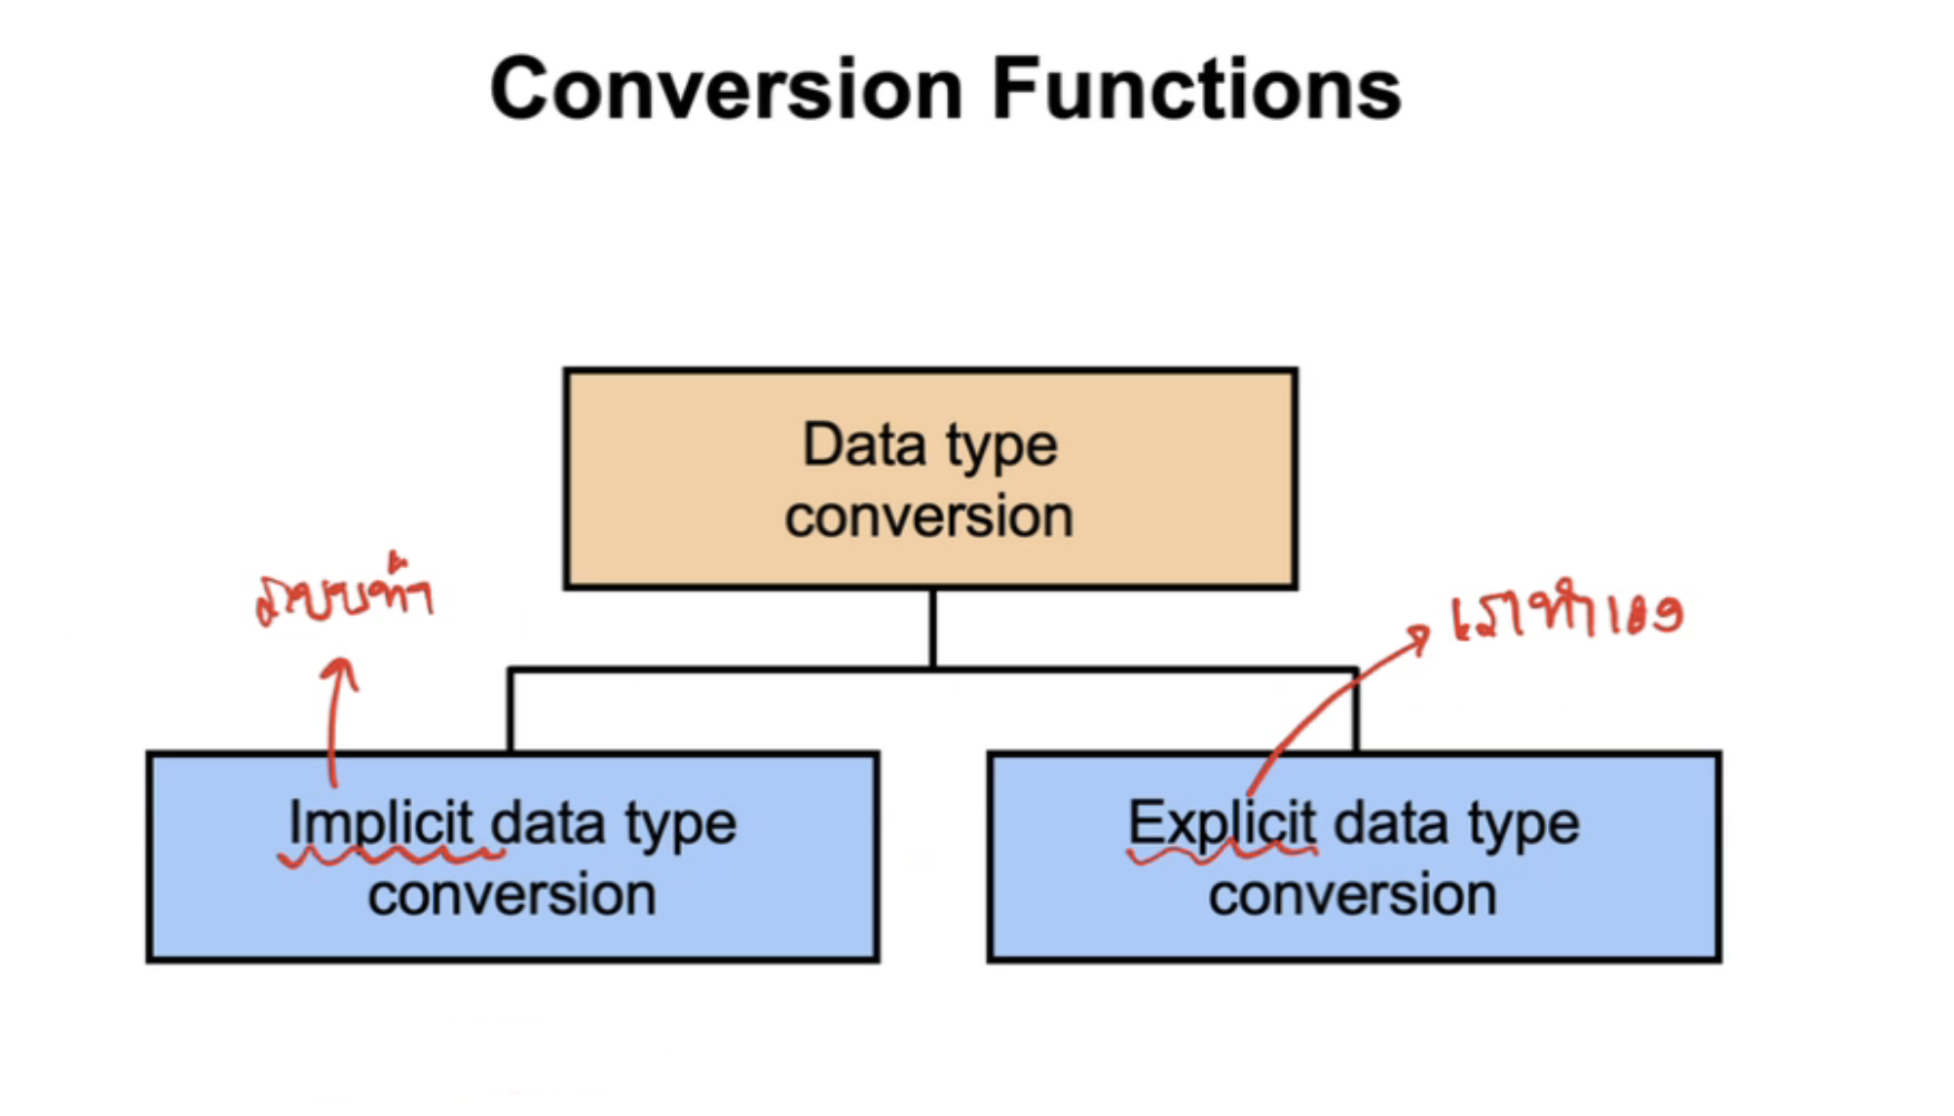 Conversion Functions
Data type
conversion
ระบบทำ
เราทำเอง
Implicit data type
conversion
Explicit data type
conversion